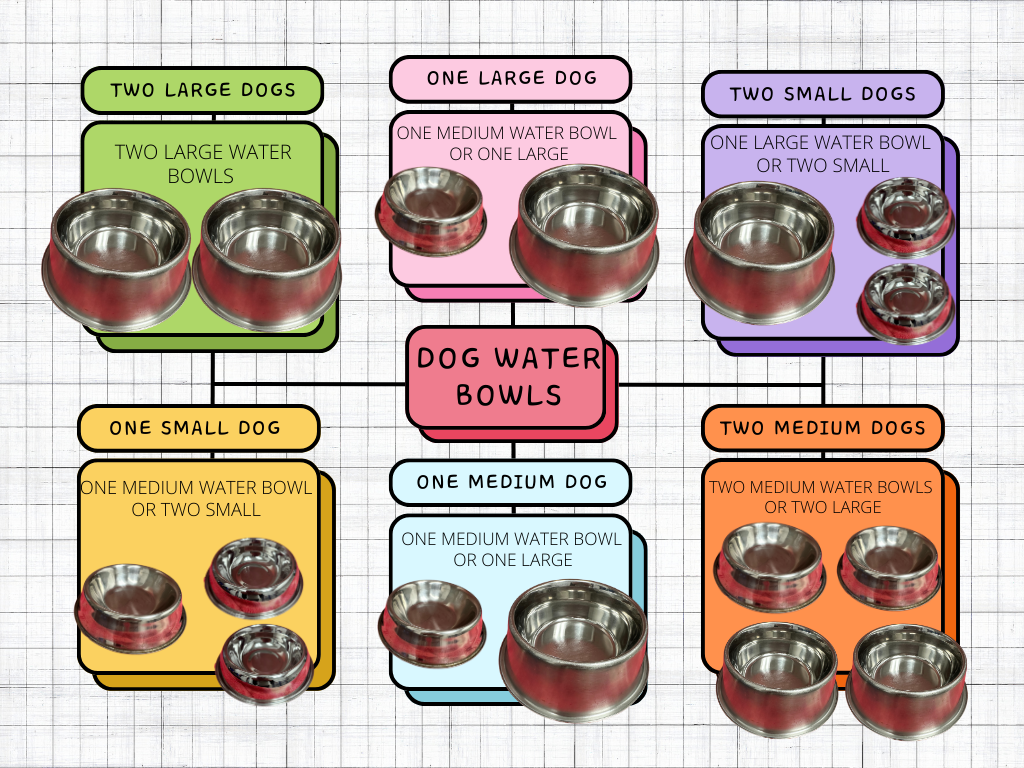 TWO LARGE DOGS
TWO LARGE WATER
BOWLS
ONE LARGE DOG
ONE MEDIUM WATER BOWL
OR ONE LARGE
TWO SMALL DOGS
ONE LARGE WATER BOWL
OR TWO SMALL
DOG WATER
BOWLS
ONE SMALL DOG
ONE MEDIUM WATER BOWL
OR TWO SMALL
ONE MEDIUM DOG
ONE MEDIUM WATER BOWL
OR ONE LARGE
TWO MEDIUM DOGS
TWO MEDIUM WATER BOWLS
OR TWO LARGE